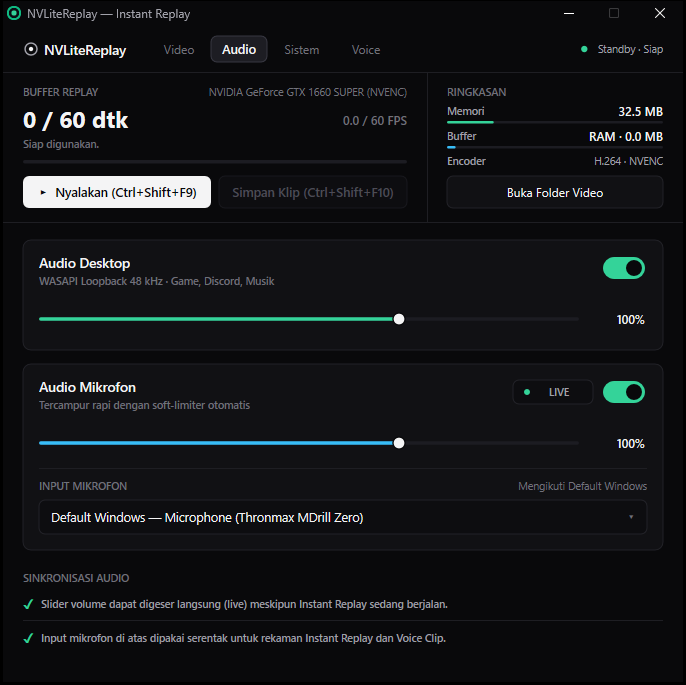 NVLiteReplay — Instant Replay
NVLiteReplay Video Audio Sistem Voice Standby · Siap
BUFFER REPLAY NVIDIA GeForce GTX 1660 SUPER (NVENC)
0 / 60 dtk 0.0 / 60 FPS
Siap digunakan.
Nyalakan (Ctrl+Shift+F9) Simpan Klip (Ctrl+Shift+F10)
RINGKASAN
Memori 32.5 MB
Buffer RAM · 0.0 MB
Encoder H.264 · NVENC
Buka Folder Video
Audio Desktop
WASAPI Loopback 48 kHz · Game, Discord, Musik
100%
Audio Mikrofon LIVE
Tercampur rapi dengan soft-limiter otomatis
100%
INPUT MIKROFON Mengikuti Default Windows
Default Windows — Microphone (Thronmax MDrill Zero)
SINKRONISASI AUDIO
✓ Slider volume dapat digeser langsung (live) meskipun Instant Replay sedang berjalan.
✓ Input mikrofon di atas dipakai serentak untuk rekaman Instant Replay dan Voice Clip.